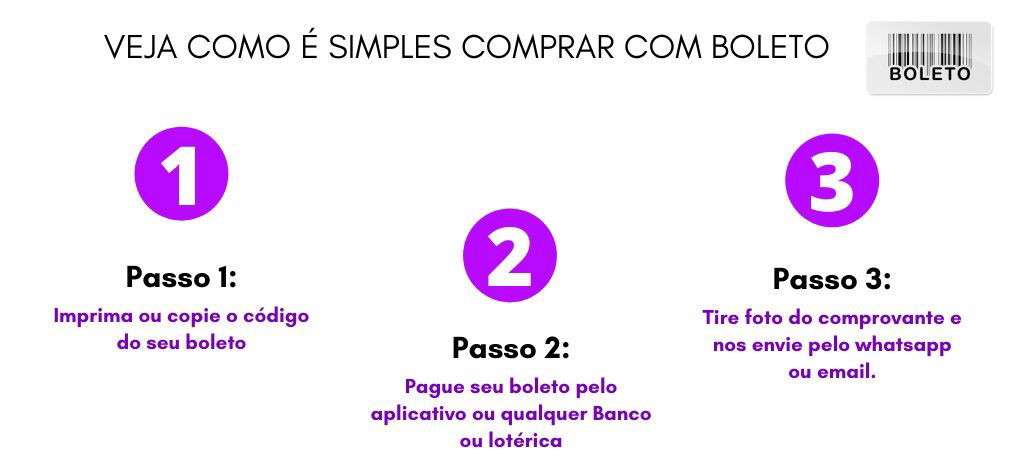 VEJA COMO É SIMPLES COMPRAR COM BOLETO
BOLETO
1
Passo 1:
Imprima ou copie o código
do seu boleto
2
Passo 2:
Pague seu boleto pelo
aplicativo ou qualquer Banco
ou lotérica
3
Passo 3:
Tire foto do comprovante e
nos envie pelo whatsapp
ou email.